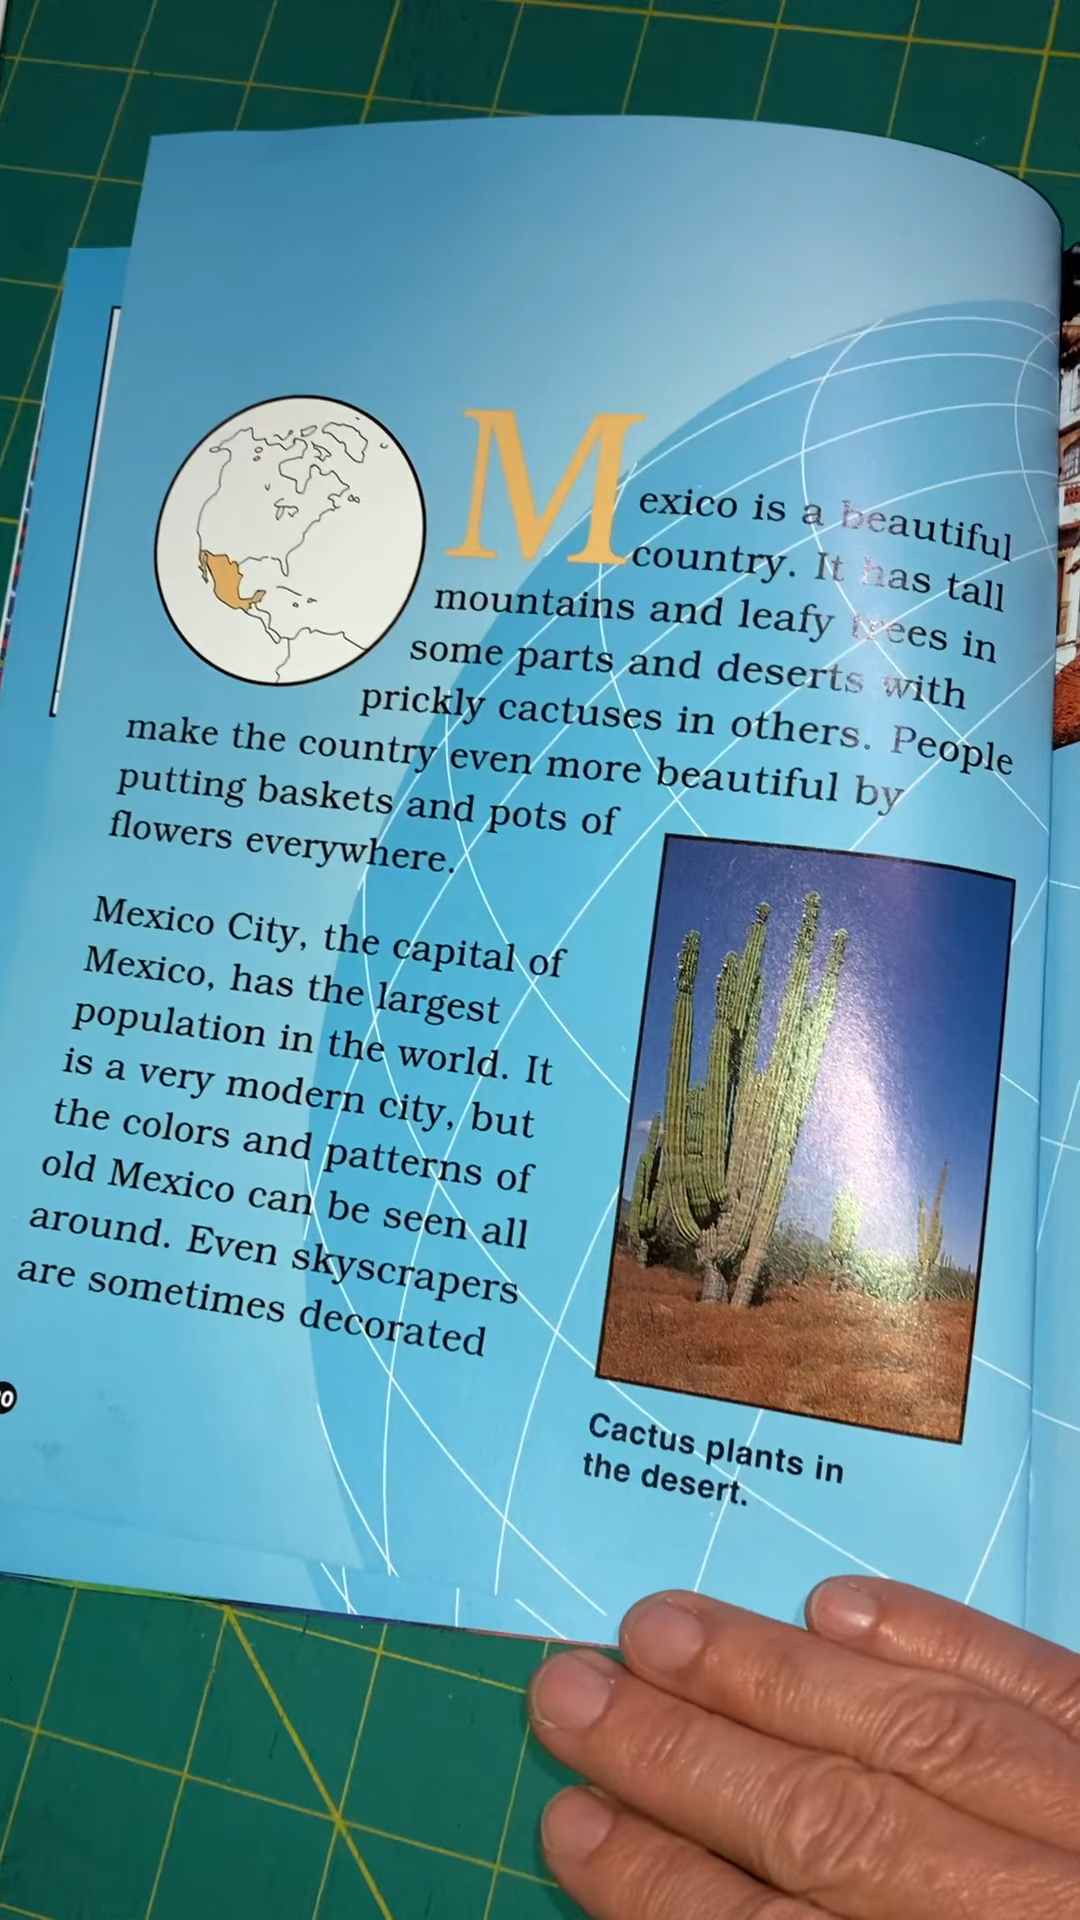 Mexico is a beautiful
country. It has tall
mountains and leafy trees in
some parts and deserts with
prickly cactuses in others. People
make the country even more beautiful by
putting baskets and pots of
flowers everywhere.
Mexico City, the capital of
Mexico, has the largest
population in the world. It
is a very modern city, but
the colors and patterns of
old Mexico can be seen all
around. Even skyscrapers
are sometimes decorated
Cactus plants in
the desert.